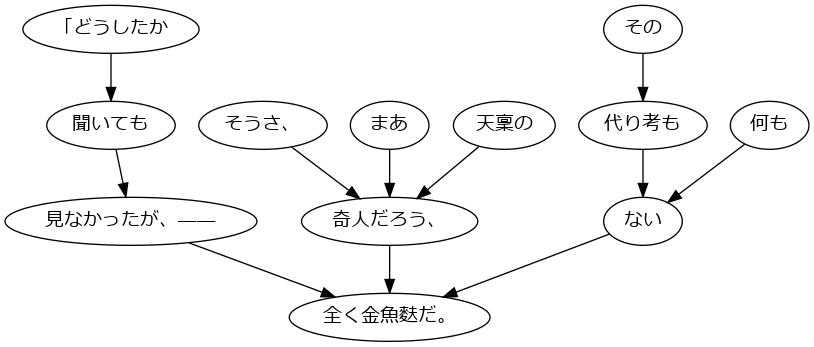 「どうしたか
その
聞いても
そうさ、
まあ
天稟の
代り考も
何も
見なかったが、——
奇人だろう、
ない
全く金魚麩だ。